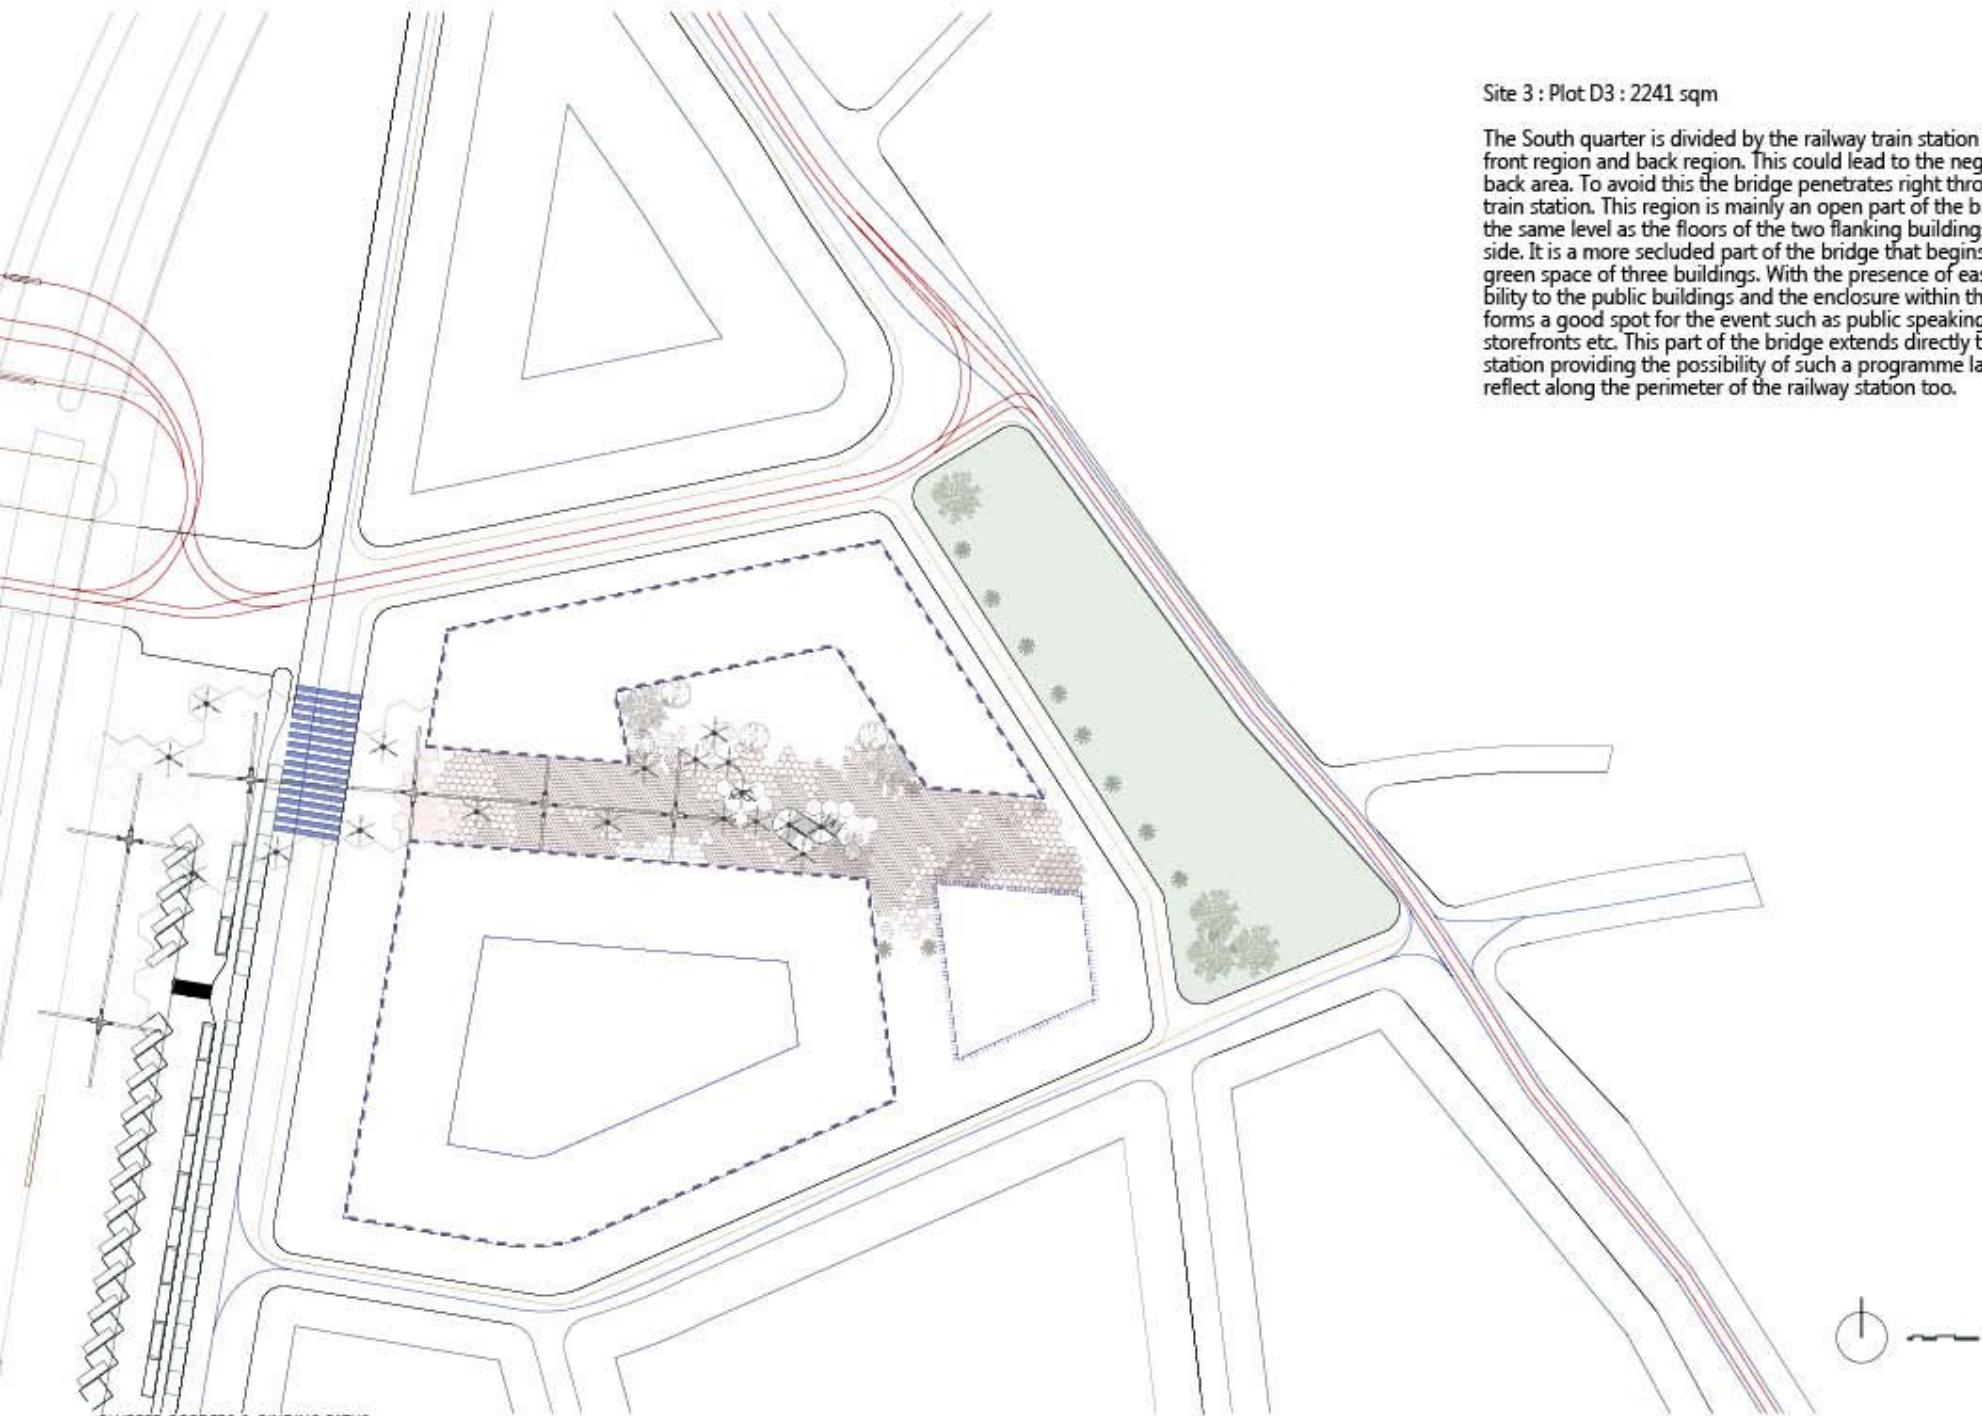 Site 3 : Plot D3 : 2241 sqm
The South quarter is divided by the railway train station
front region and back region. This could lead to the neg
back area. To avoid this the bridge penetrates right thro
train station. This region is mainly an open part of the b
the same level as the floors of the two flanking building
side. It is a more secluded part of the bridge that begins
green space of three buildings. With the presence of eas
bility to the public buildings and the enclosure within th
forms a good spot for the event such as public speaking
storefronts etc. This part of the bridge extends directly t
station providing the possibility of such a programme la
reflect along the perimeter of the railway station too.